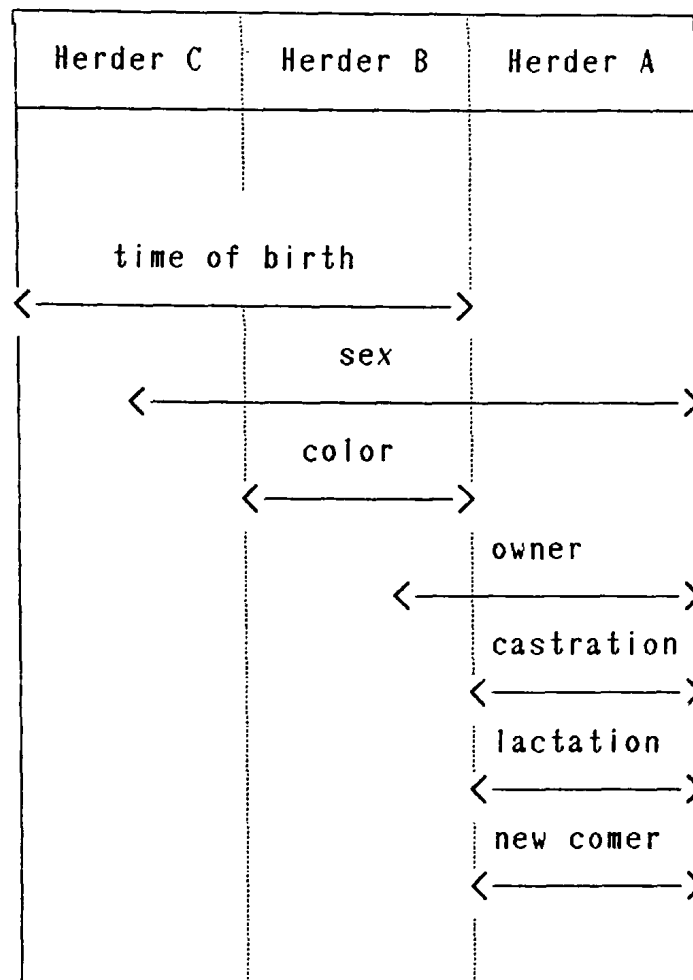 Herder C Herder B Herder A
time of birth
sex
color
owner
castration
lactation
new comer